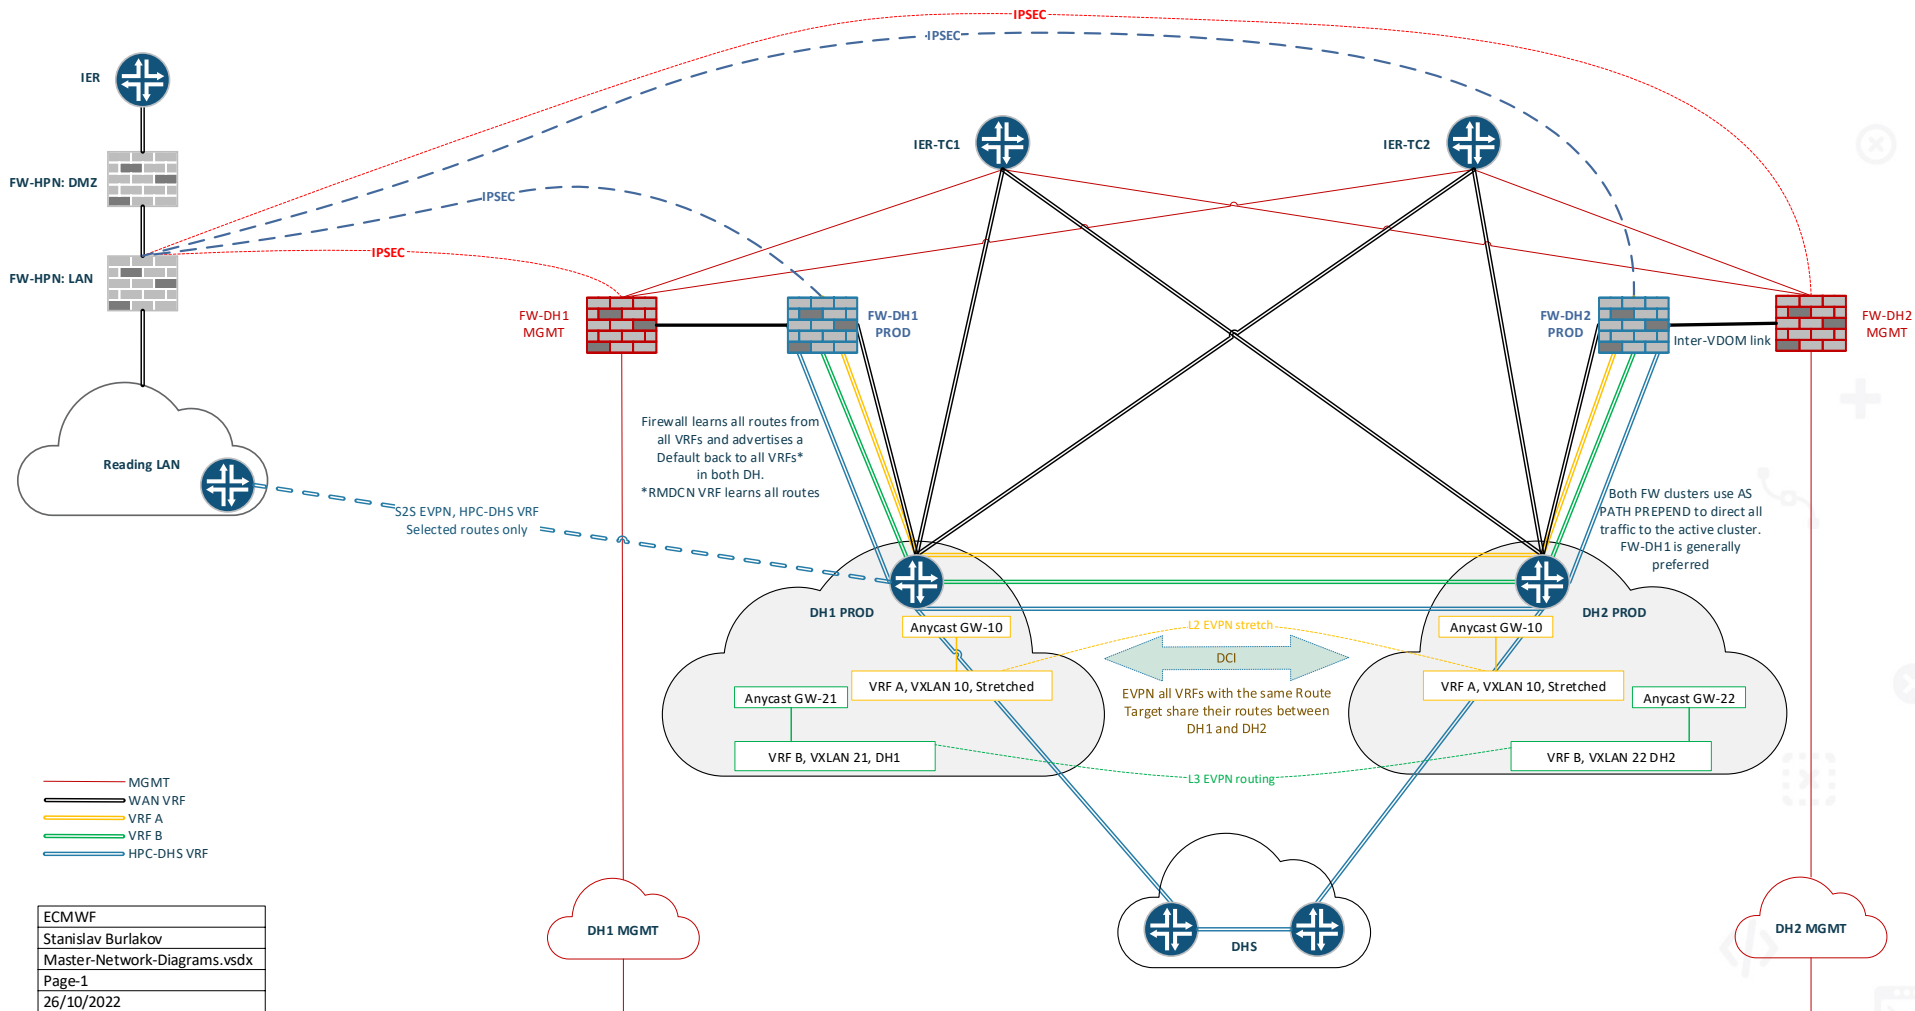 IPSEC
IPSEC
IER
IER-TC1
IER-TC2
FW-HPN: DMZ
IPSEC
IPSEC
FW-HPN: LAN
FW-DH1
MGMT
FW-DH1
PROD
FW-DH2
PROD
Inter-VDOM link
FW-DH2
MGMT
Firewall learns all routes from
all VRFs and advertises a
Default back to all VRFs*
in both DH.
*RMDCN VRF learns all routes
Reading LAN
S2S EVPN, HPC-DHS VRF
Selected routes only
Both FW clusters use AS
PATH PREPEND to direct all
traffic to the active cluster.
FW-DH1 is generally
preferred
DH1 PROD
DH2 PROD
Anycast GW-10
L2 EVPN stretch
Anycast GW-10
DCI
VRF A, VXLAN 10, Stretched
VRF A, VXLAN 10, Stretched
Anycast GW-21
EVPN all VRFs with the same Route
Target share their routes between
DH1 and DH2
Anycast GW-22
VRF B, VXLAN 21, DH1
VRF B, VXLAN 22 DH2
L3 EVPN routing
MGMT
WAN VRF
VRF A
VRF B
HPC-DHS VRF
DH1 MGMT
DHS
DH2 MGMT
ECMWF
Stanislav Burlakov
Master-Network-Diagrams.vsdx
Page-1
26/10/2022